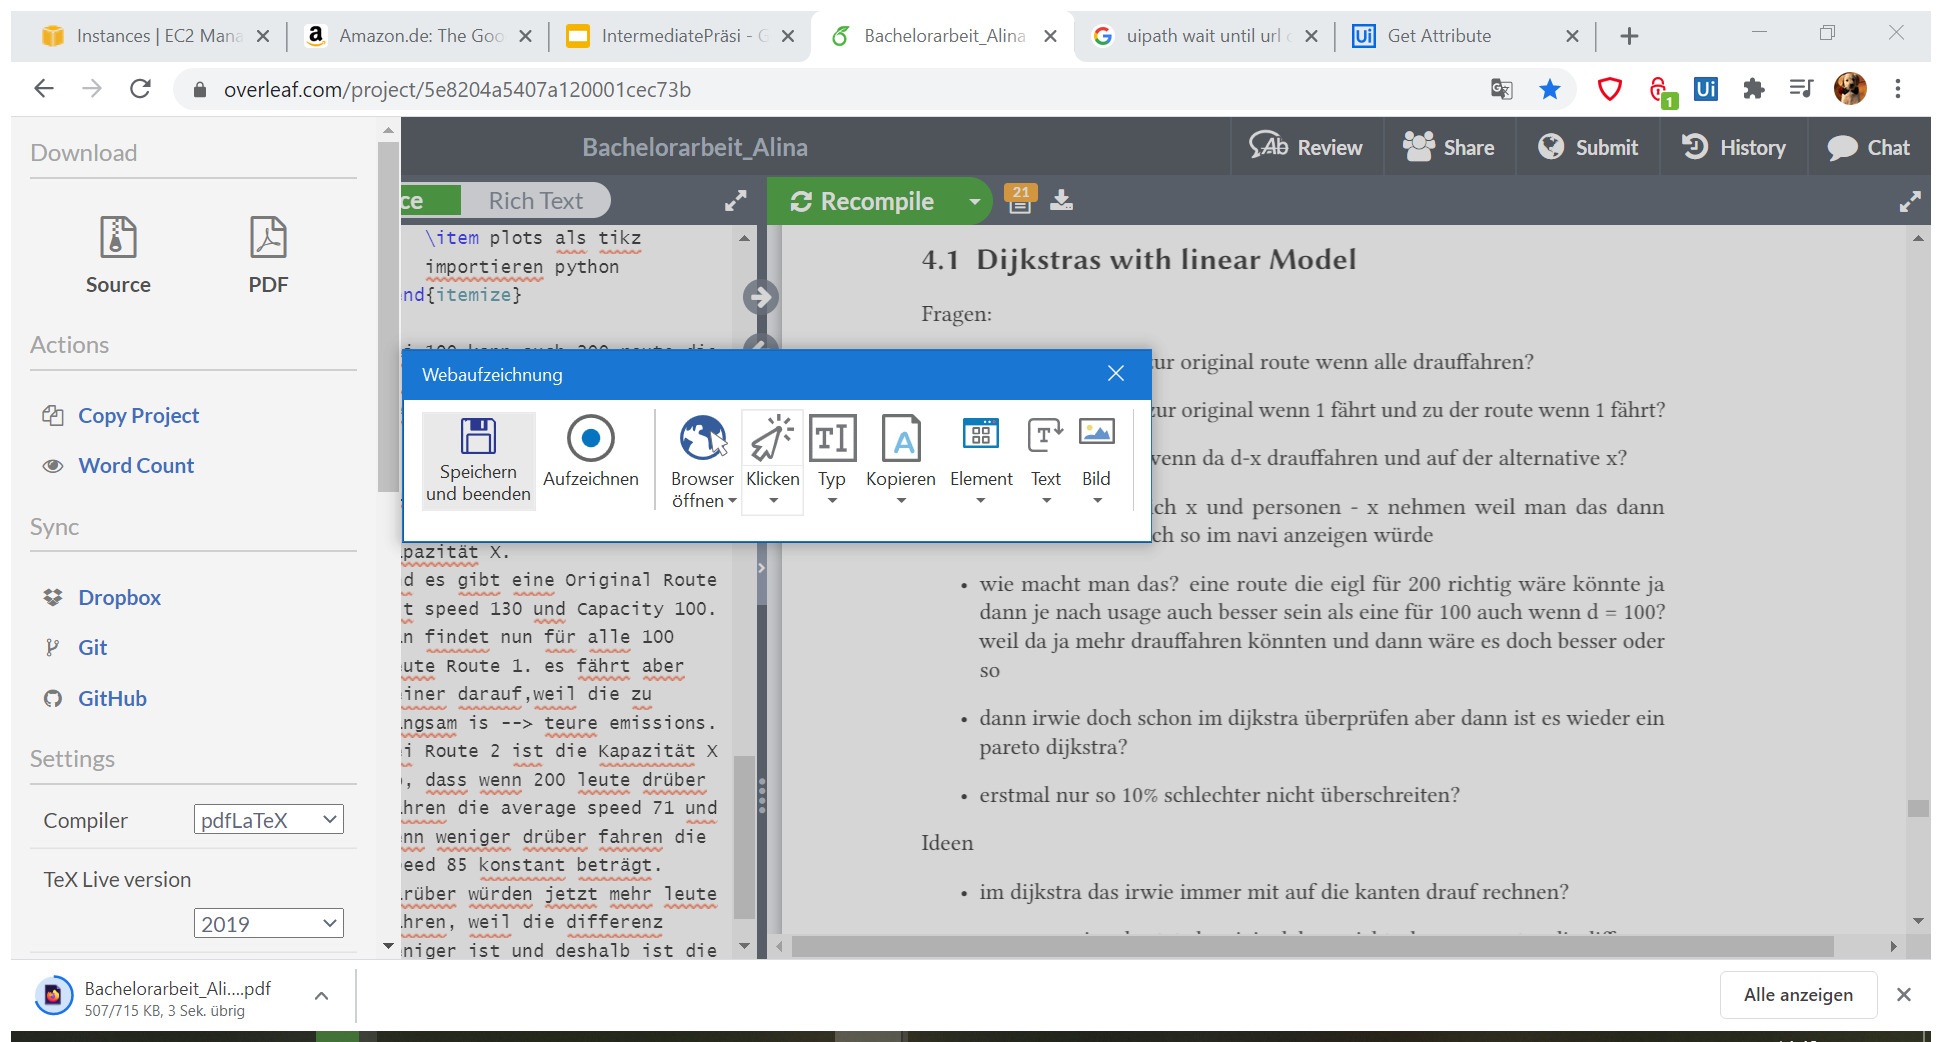 Instances | EC2 Mana
Amazon.de: The Goo
IntermediatePräsi - G
Bachelorarbeit_Alina
uipath wait until url c
Ui Get Attribute
overleaf.com/project/5e8204a5407a120001cec73b
1
Ui
Download
Source
PDF
Actions
Copy Project
Word Count
Sync
Dropbox
Git
GitHub
Settings
Compiler
pdfLaTeX
TeX Live version
2019
Bachelorarbeit_Alina
Review
Share
Submit
History
Chat
ce
Rich Text
Recompile
21
\item plots als tikz
importieren python
nd{itemize}
Webaufzeichnung
Speichern
und beenden
Aufzeichnen
Browser
öffnen
Klicken
Typ
Kopieren
Element
Text
Bild
pazität X.
d es gibt eine Original Route
t speed 130 und Capacity 100.
n findet nun für alle 100
ute Route 1. es fährt aber
iner darauf,weil die zu
ngsam is --> teure emissions.
i Route 2 ist die Kapazität X
, dass wenn 200 leute drüber
hren die average speed 71 und
nn weniger drüber fahren die
eed 85 konstant beträgt.
rüber würden jetzt mehr leute
hren, weil die differenz
niger ist und deshalb ist die
4.1 Dijkstras with linear Model
Fragen:
ur original route wenn alle drauffahren?
zur original wenn 1 fährt und zu der route wenn 1 fährt?
wenn da d-x drauffahren und auf der alternative x?
ich x und personen - x nehmen weil man das dann
ch so im navi anzeigen würde
• wie macht man das? eine route die eigl für 200 richtig wäre könnte ja
dann je nach usage auch besser sein als eine für 100 auch wenn d = 100?
weil da ja mehr drauffahren könnten und dann wäre es doch besser oder
so
• dann irwie doch schon im dijkstra überprüfen aber dann ist es wieder ein
pareto dijkstra?
• erstmal nur so 10% schlechter nicht überschreiten?
Ideen
• im dijkstra das irwie immer mit auf die kanten drauf rechnen?
Bachelorarbeit_Ali....pdf
507/715 KB, 3 Sek. übrig
Alle anzeigen